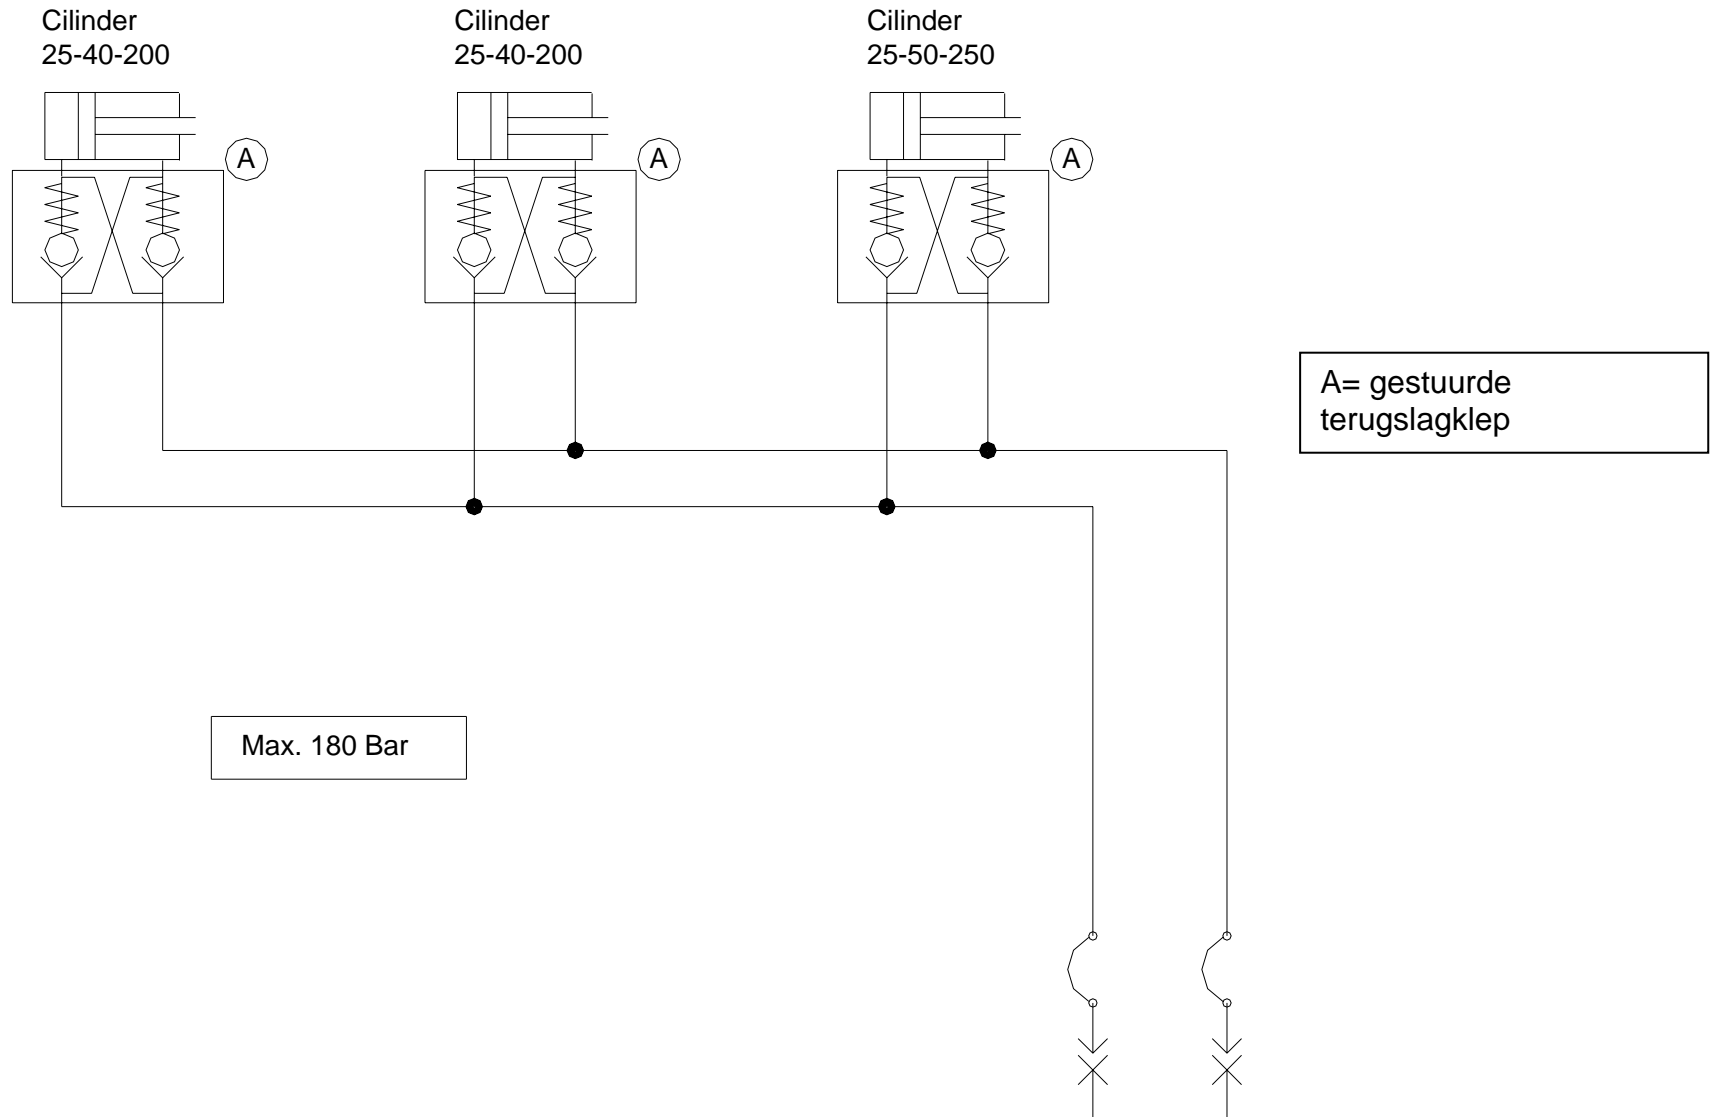 Cilinder
25-40-200
Cilinder
25-40-200
Cilinder
25-50-250
A
A
A
A= gestuurde
terugslagklep
Max. 180 Bar